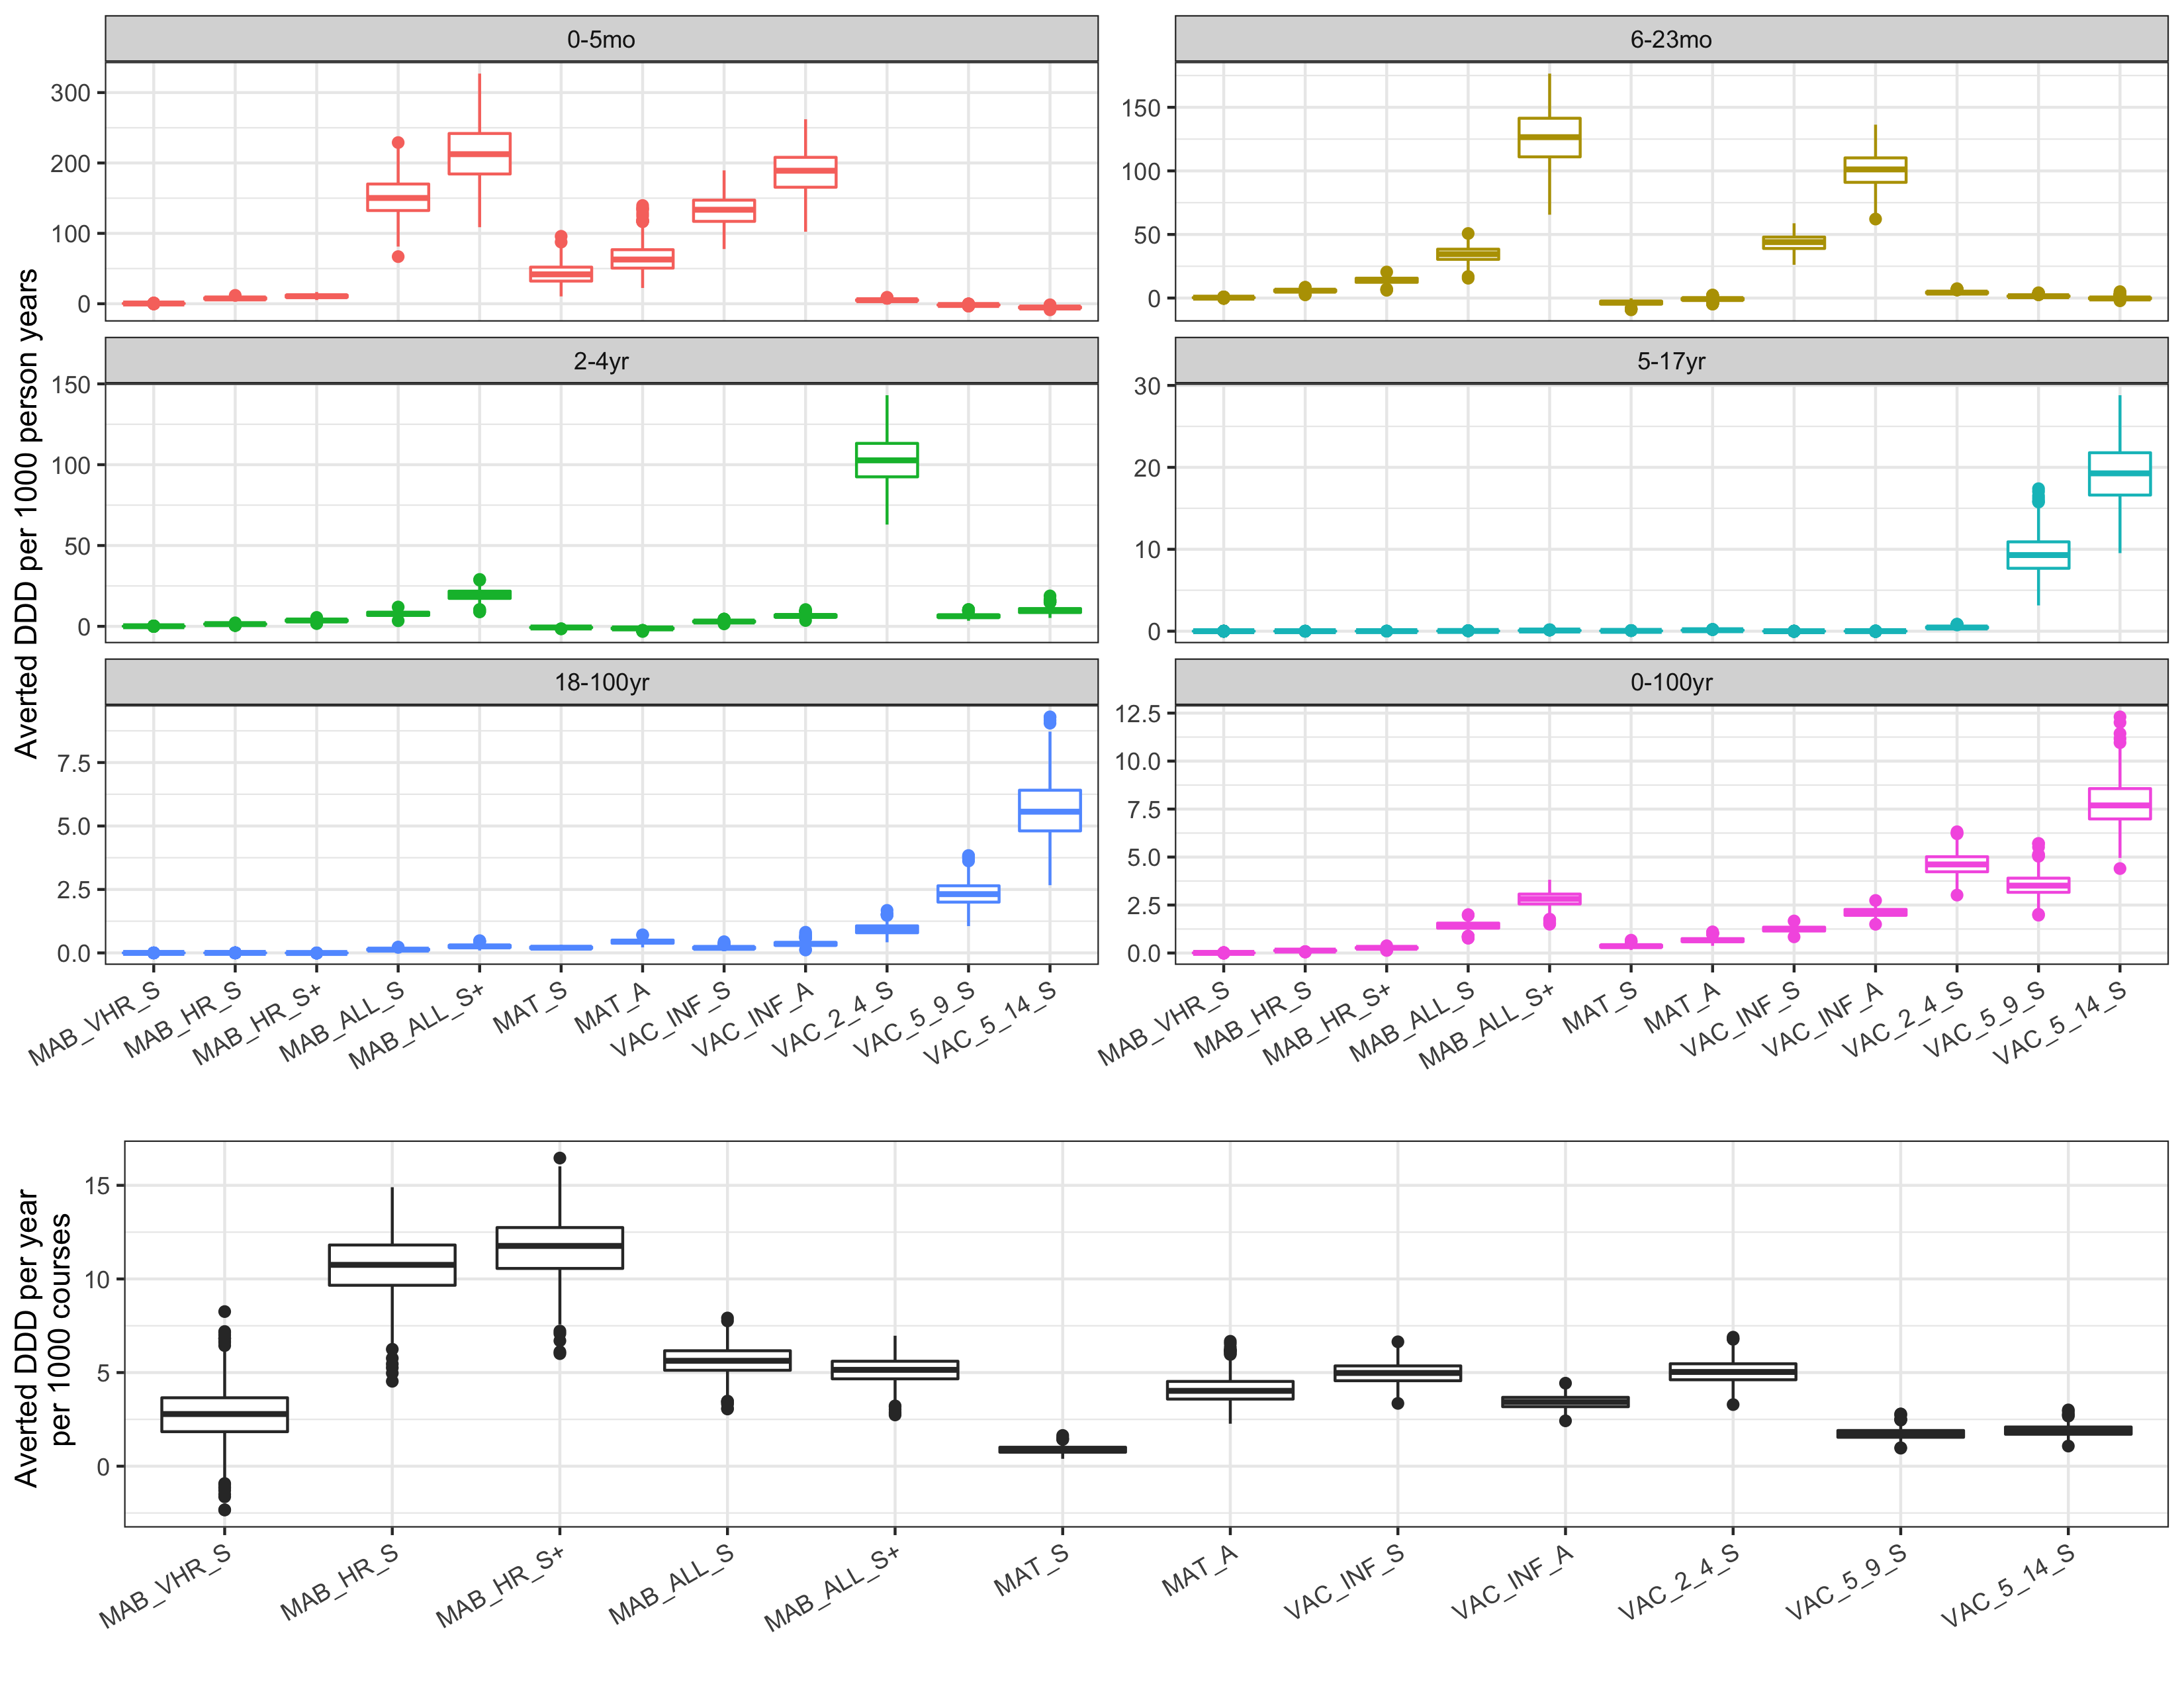 Averted DDD per 1000 person years
0-5mo
300
200
100
0
6-23mo
150
100
50
0
2-4yr
150
100
50
0
5-17yr
30
20
10
0
18-100yr
7.5
5.0
2.5
0.0
0-100yr
12.5
10.0
7.5
5.0
2.5
0.0
MAB_VHR_S
MAB_HR_S
MAB_HR_S+
MAB_ALL_S
MAB_ALL_S+
MAT_S
MAT_A
VAC_INF_S
VAC_INF_A
VAC_2_4_S
VAC_5_9_S
VAC_5_14_S
MAB_VHR_S
MAB_HR_S
MAB_HR_S+
MAB_ALL_S
MAB_ALL_S+
MAT_S
MAT_A
VAC_INF_S
VAC_INF_A
VAC_2_4_S
VAC_5_9_S
VAC_5_14_S
Averted DDD per year
per 1000 courses
15
10
5
0
MAB_VHR_S
MAB_HR_S
MAB_HR_S+
MAB_ALL_S
MAB_ALL_S+
MAT_S
MAT_A
VAC_INF_S
VAC_INF_A
VAC_2_4_S
VAC_5_9_S
VAC_5_14_S